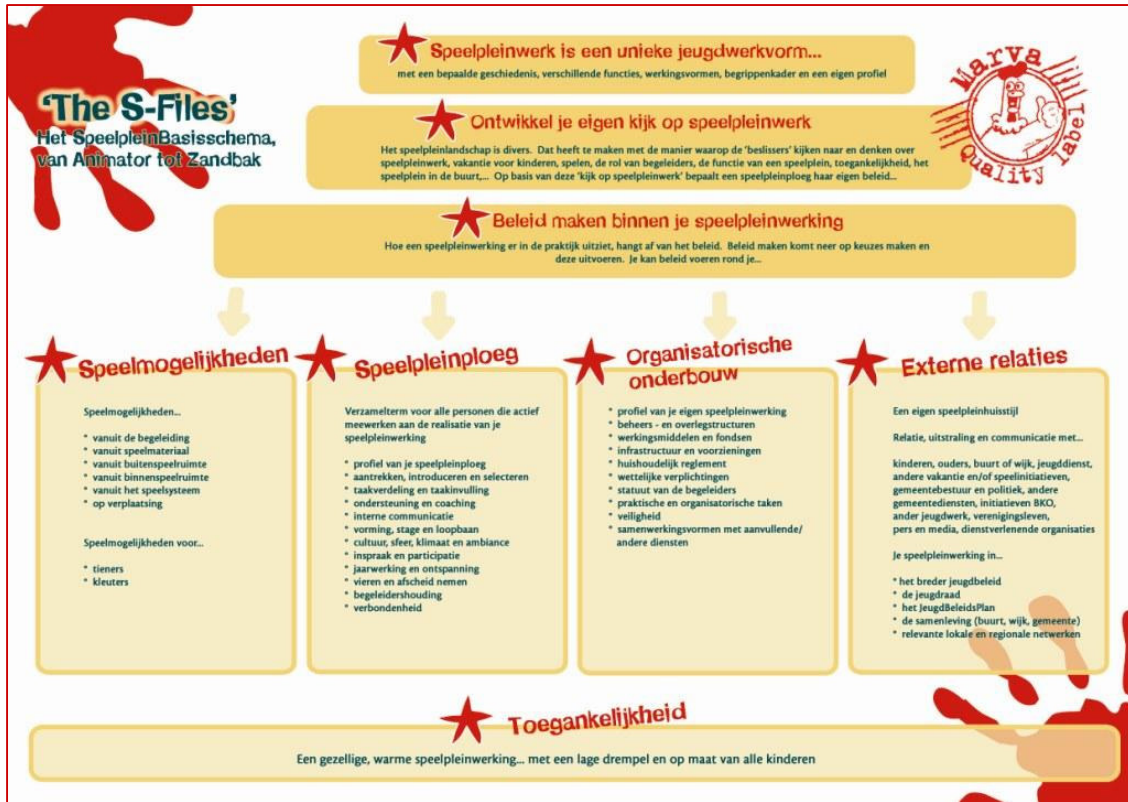 'The S-Files'
Het SpeelpleinBasisschema,
van Animator tot Zandbak
Speelpleinwerk is een unieke jeugdwerkvorm...
met een bepaalde geschiedenis, verschillende functies, werkingsvormen, begrippenkader en een eigen profiel
Marva
Quality label
Ontwikkel je eigen kijk op speelpleinwerk
Het speelpleinlandschap is divers. Dat heeft te maken met de manier waarop de 'beslissers' kijken naar en denken over
speelpleinwerk, vakantie voor kinderen, spelen, de rol van begeleiders, de functie van een speelplein, toegankelijkheid, het
speelplein in de buurt,... Op basis van deze 'kijk op speelpleinwerk' bepaalt een speelpleinploeg haar eigen beleid...
Beleid maken binnen je speelpleinwerking
Hoe een speelpleinwerking er in de praktijk uitziet, hangt af van het beleid. Beleid maken komt neer op keuzes maken en
deze uitvoeren. Je kan beleid voeren rond je...
Speelmogelijkheden
Speelmogelijkheden...
* vanuit de begeleiding
* vanuit speelmateriaal
* vanuit buitenspeelruimte
* vanuit binnenspeelruimte
* vanuit het speelsysteem
* op verplaatsing
Speelmogelijkheden voor...
* tieners
* kleuters
Speelpleinploeg
Verzamelterm voor alle personen die actief
meewerken aan de realisatie van je
speelpleinwerking
* profiel van je speelpleinploeg
* aantrekken, introduceren en selecteren
* taakverdeling en taakinvulling
* ondersteuning en coaching
* interne communicatie
* vorming, stage en loopbaan
* cultuur, sfeer, klimaat en ambiance
* inspraak en participatie
* jaarwerking en ontspanning
* vieren en afscheid nemen
* begeleidershouding
* verbondenheid
Organisatorische
onderbouw
* profiel van je eigen speelpleinwerking
* beheers - en overlegstructuren
* werkingsmiddelen en fondsen
* infrastructuur en voorzieningen
* huishoudelijk reglement
* wettelijke verplichtingen
* statuut van de begeleiders
* praktische en organisatorische taken
* veiligheid
* samenwerkingsvormen met aanvullende/
andere diensten
Externe relaties
Een eigen speelpleinhuisstijl
Relatie, uitstraling en communicatie met...
kinderen, ouders, buurt of wijk, jeugddienst,
andere vakantie en/of speelinitiatieven,
gemeentebestuur en politiek, andere
gemeentediensten, initiatieven BKO,
ander jeugdwerk, verenigingsleven,
pers en media, dienstverlenende organisaties
Je speelpleinwerking in...
*het breder jeugdbeleid
* de jeugdraad
* het JeugdBeleidsPlan
* de samenleving (buurt, wijk, gemeente)
* relevante lokale en regionale netwerken
Toegankelijkheid
Een gezellige, warme speelpleinwerking... met een lage drempel en op maat van alle kinderen